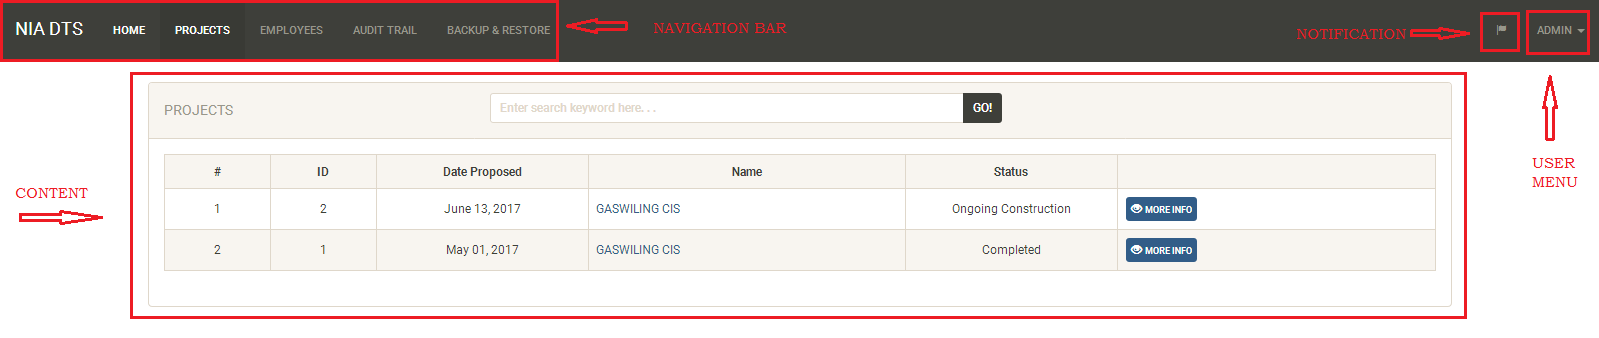 NIA DTS HOME PROJECTS EMPLOYEES AUDIT TRAIL BACKUP & RESTORE NAVIGATION BAR NOTIFICATION ADMIN
PROJECTS Enter search keyword here. . . GO!
# ID Date Proposed Name Status
1 2 June 13, 2017 GASWILING CIS Ongoing Construction MORE INFO
2 1 May 01, 2017 GASWILING CIS Completed MORE INFO
CONTENT
USER
MENU